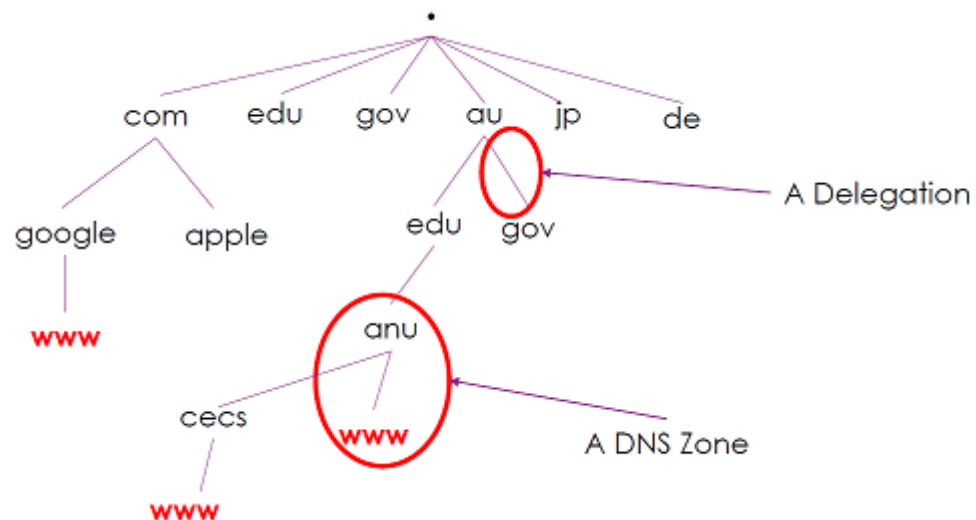 .
com edu gov au jp de
A Delegation
google apple edu gov
www anu
cecs www A DNS Zone
www